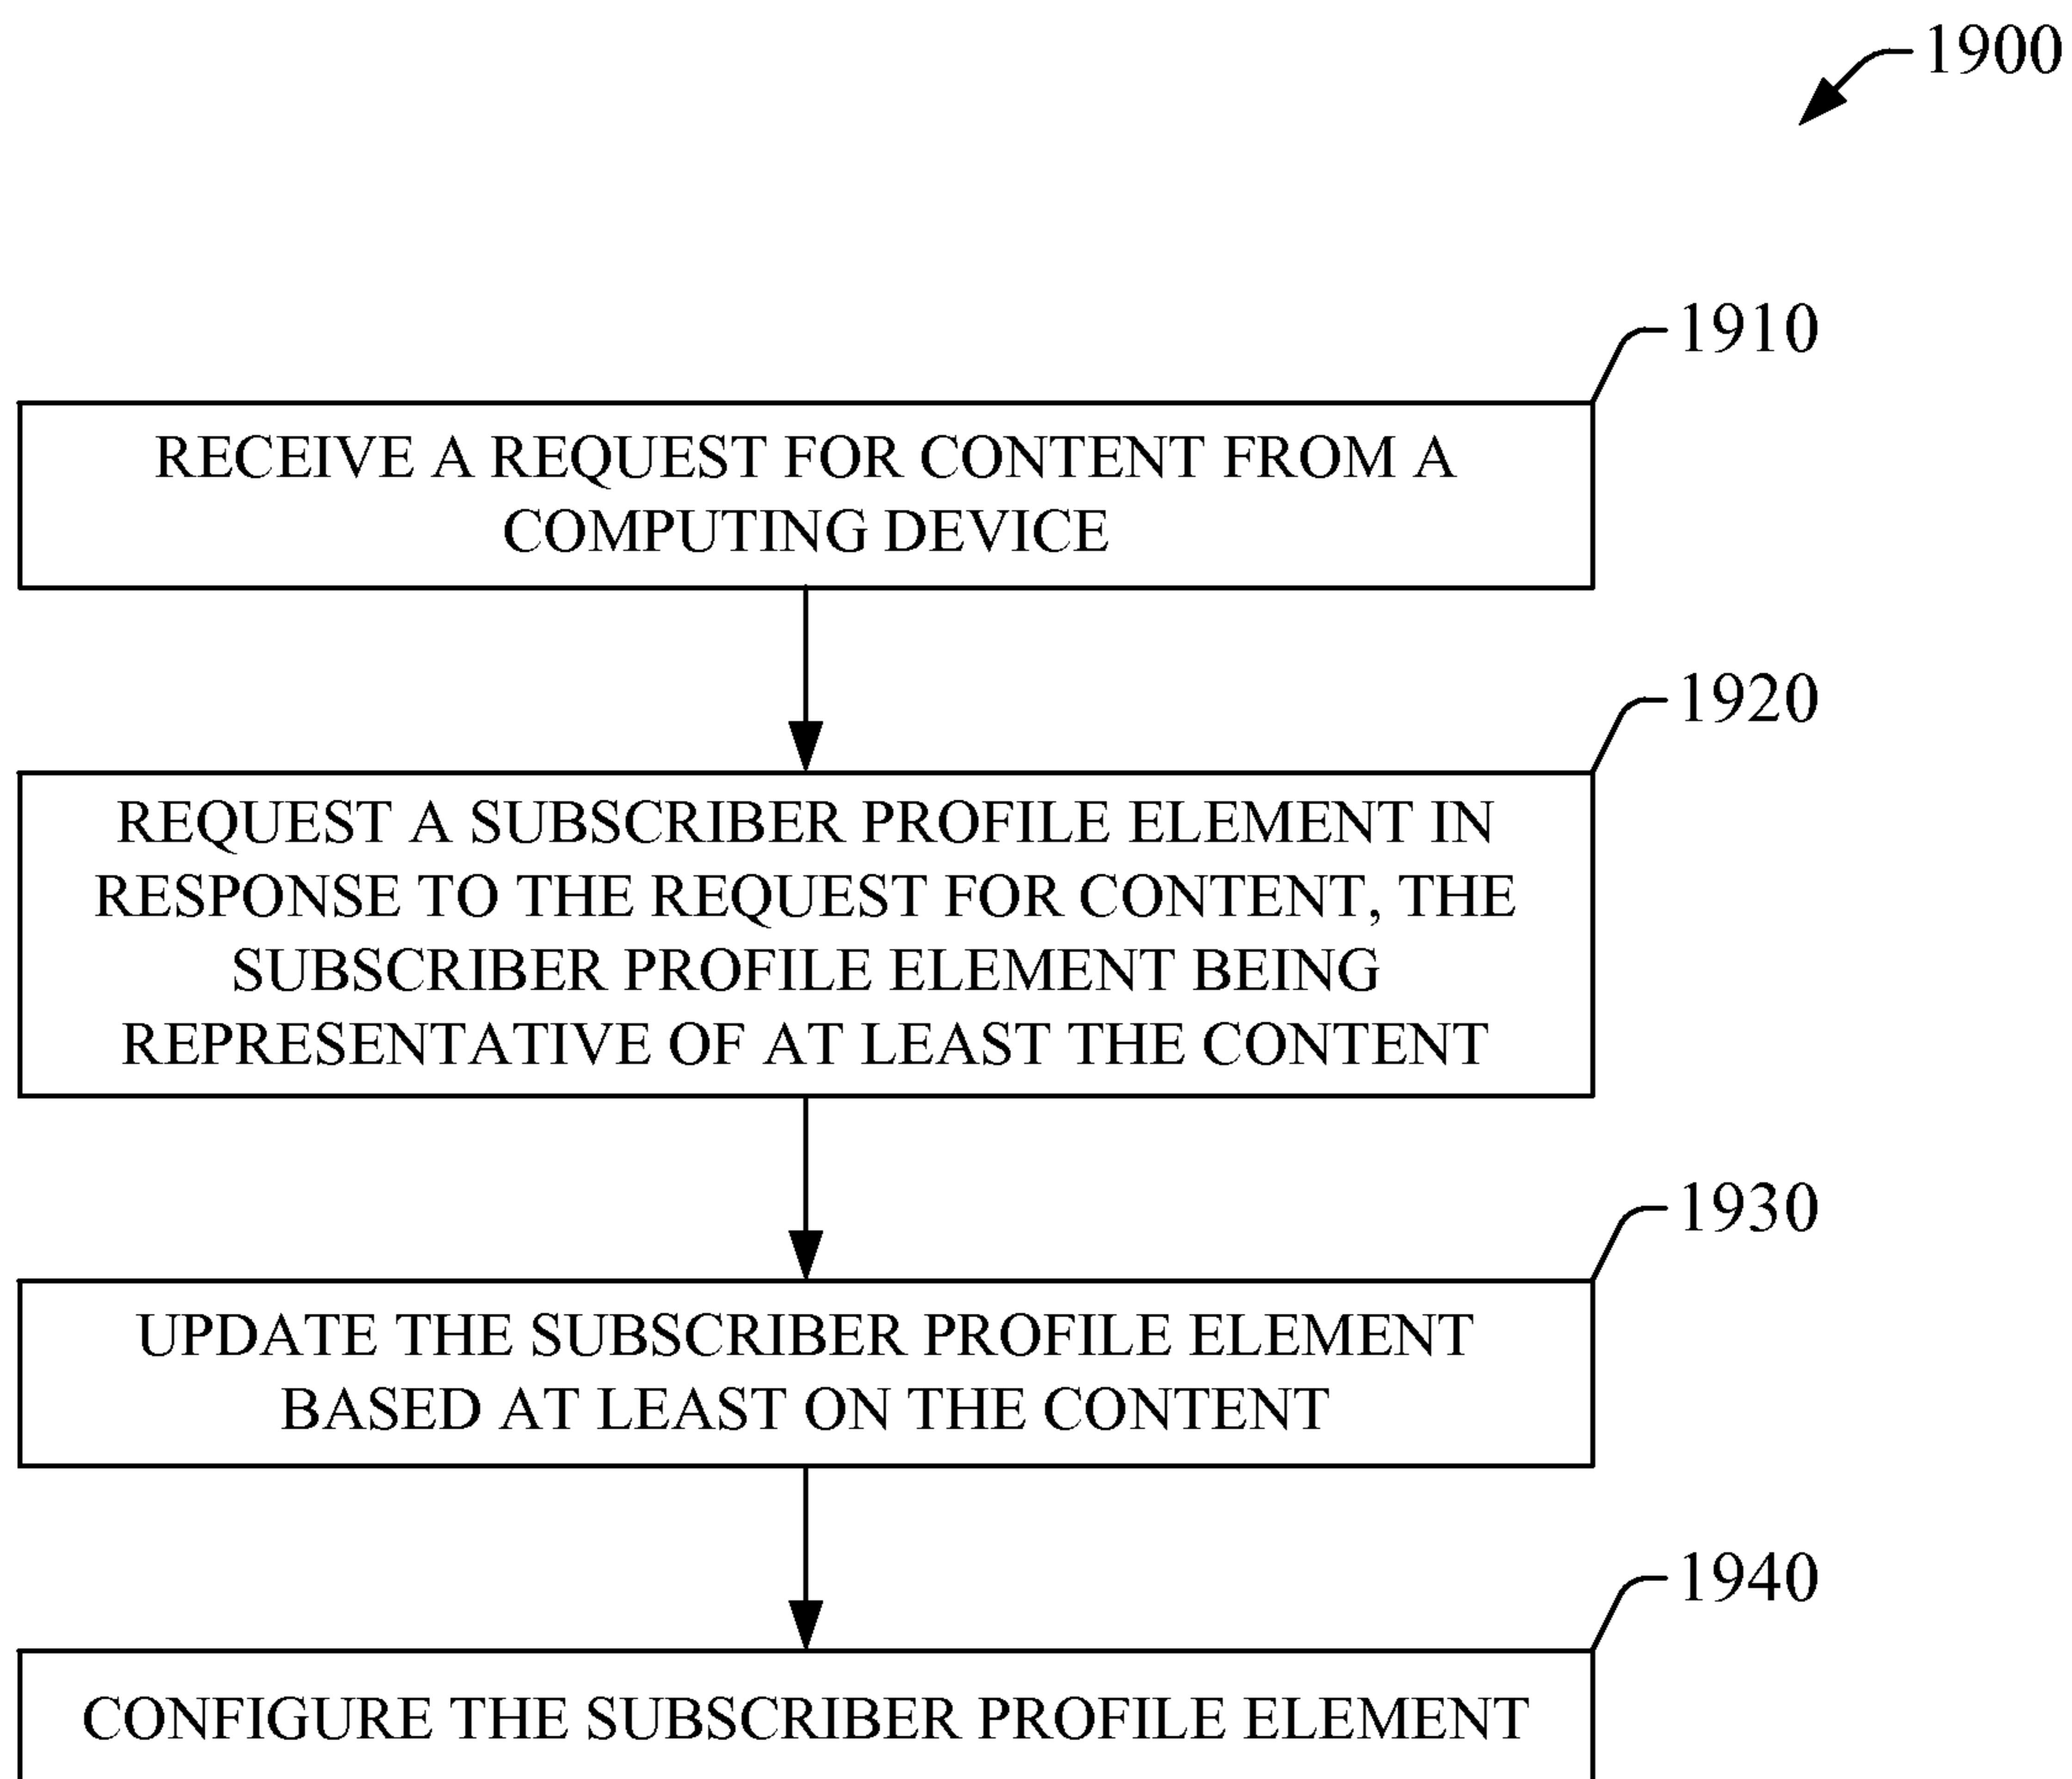 1900
1910
RECEIVE A REQUEST FOR CONTENT FROM A
COMPUTING DEVICE
1920
REQUEST A SUBSCRIBER PROFILE ELEMENT IN
RESPONSE TO THE REQUEST FOR CONTENT, THE
SUBSCRIBER PROFILE ELEMENT BEING
REPRESENTATIVE OF AT LEAST THE CONTENT
1930
UPDATE THE SUBSCRIBER PROFILE ELEMENT
BASED AT LEAST ON THE CONTENT
1940
CONFIGURE THE SUBSCRIBER PROFILE ELEMENT